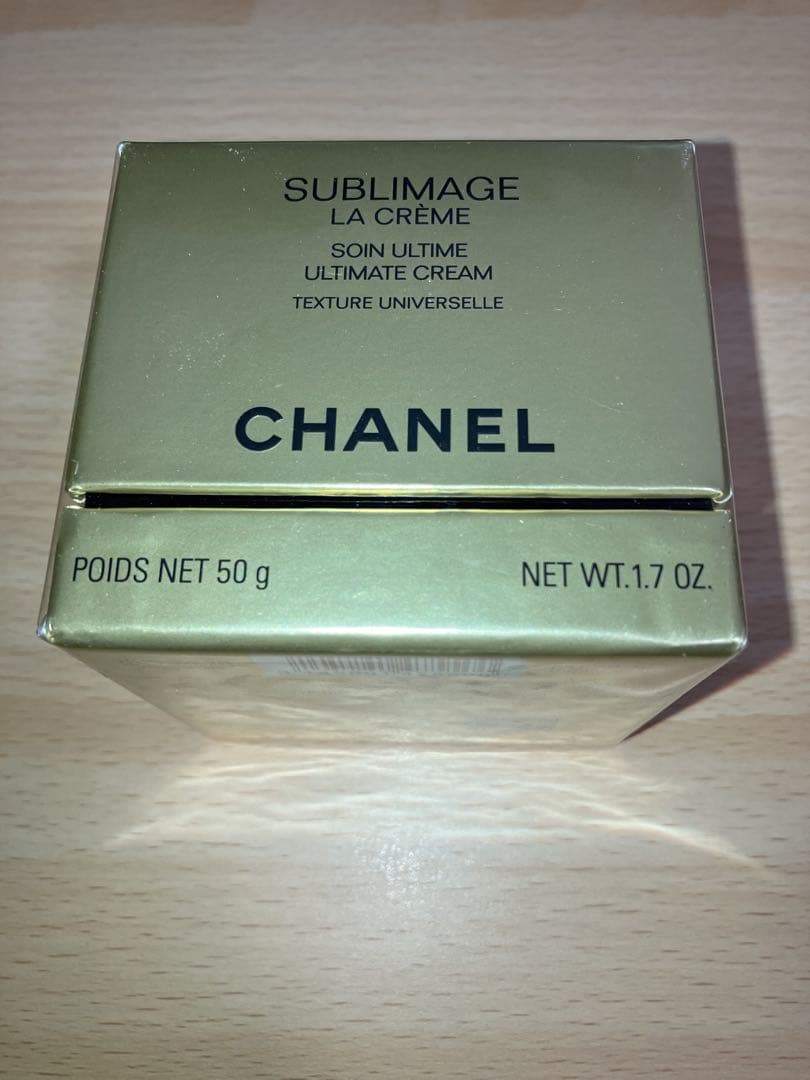 SUBLIMAGE
LA CRÈME
SOIN ULTIME
ULTIMATE CREAM
TEXTURE UNIVERSELLE
CHANEL
POIDS NET 50 g
NET WT.1.7 OZ.